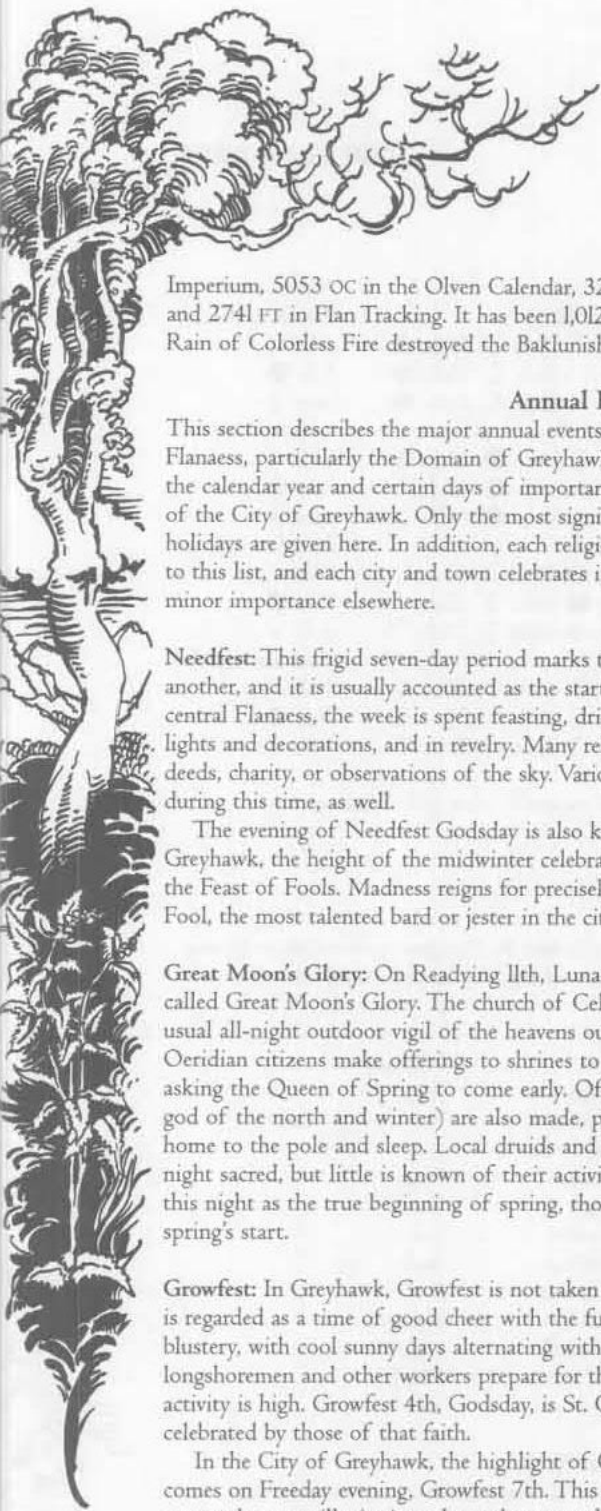 Imperium, 5053 OC in the Olven Calendar, 32
and 2741 FT in Flan Tracking. It has been 1,012
Rain of Colorless Fire destroyed the Baklunish
Annual
This section describes the major annual events
Flanaess, particularly the Domain of Greyhaw
the calendar year and certain days of importan
of the City of Greyhawk. Only the most signi
holidays are given here. In addition, each religi
to this list, and each city and town celebrates i
minor importance elsewhere.
Needfest: This frigid seven-day period marks t
another, and it is usually accounted as the start
central Flanaess, the week is spent feasting, dri
lights and decorations, and in revelry. Many re
deeds, charity, or observations of the sky. Vario
during this time, as well.
The evening of Needfest Godsday is also k
Greyhawk, the height of the midwinter celebra
the Feast of Fools. Madness reigns for precisel
Fool, the most talented bard or jester in the cit
Great Moon's Glory: On Readying 11th, Luna
called Great Moon's Glory. The church of Cel
usual all-night outdoor vigil of the heavens ou
Oeridian citizens make offerings to shrines to
asking the Queen of Spring to come early. Of
god of the north and winter) are also made, p
home to the pole and sleep. Local druids and
night sacred, but little is known of their activi
this night as the true beginning of spring, tho
spring's start.
Growfest: In Greyhawk, Growfest is not taken
is regarded as a time of good cheer with the fu
blustery, with cool sunny days alternating with
longshoremen and other workers prepare for th
activity is high. Growfest 4th, Godsday, is St. C
celebrated by those of that faith.
In the City of Greyhawk, the highlight of
comes on Freeday evening, Growfest 7th. This